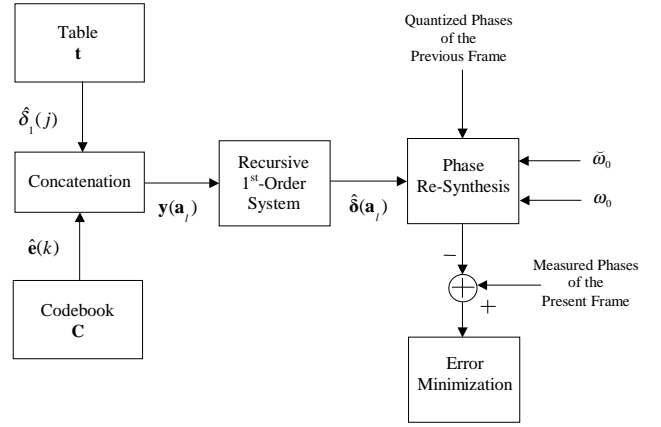 Table
t
Quantized Phases
of the
Previous Frame
δ̂₁(j)
Concatenation
Recursive
1st-Order
System
Phase
Re-Synthesis
ω̆₀
ω₀
y(aₗ)
δ̂(aₗ)
ê(k)
−
+
Measured Phases
of the
Present Frame
Codebook
C
Error
Minimization